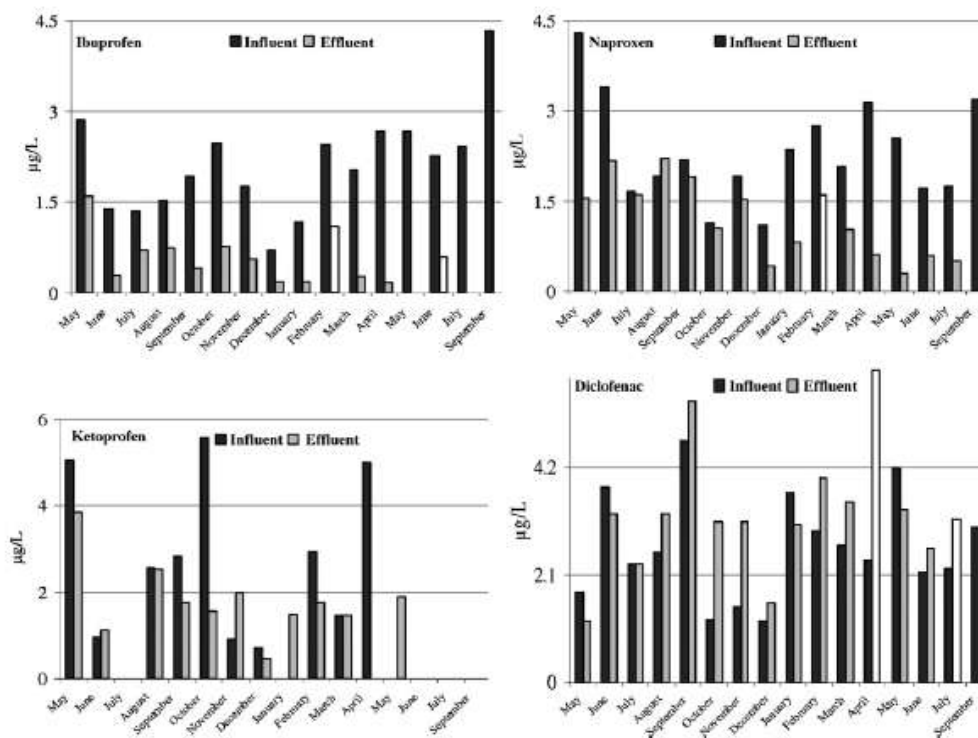 Ibuprofen
Influent Effluent
4.5
3
1.5
0
µg/L
May June July August September October November December January February March April May June July September
Naproxen
Influent Effluent
4.5
3
1.5
0
µg/L
May June July August September October November December January February March April May June July September
Ketoprofen
Influent Effluent
6
4
2
0
µg/L
May June July August September October November December January February March April May June July September
Diclofenac
Influent Effluent
4.2
2.1
0
µg/L
May June July August September October November December January February March April May June July September